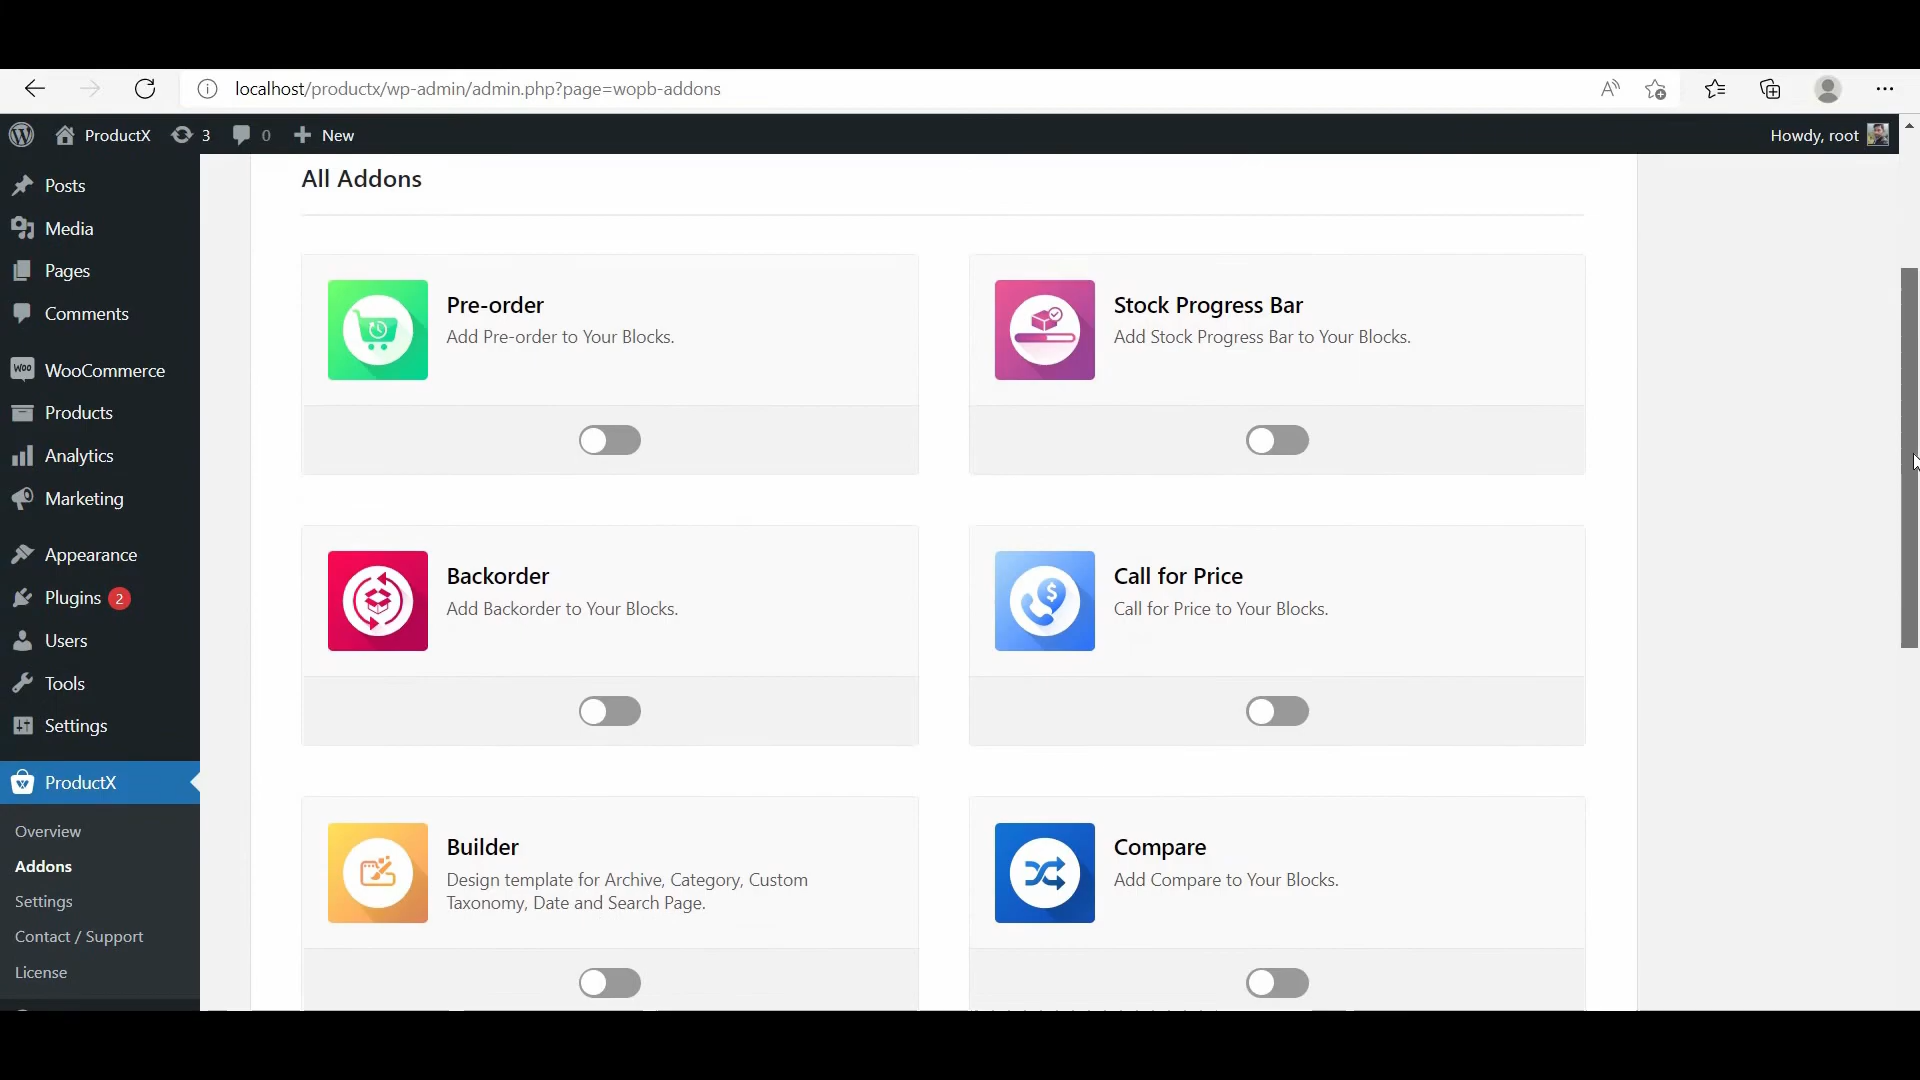 localhost/productx/wp-admin/admin.php?page=wopb-addons
ProductX 3 0 New
Howdy, root
Posts
Media
Pages
Comments
WooCommerce
Products
Analytics
Marketing
Appearance
Plugins 2
Users
Tools
Settings
ProductX
Overview
Addons
Settings
Contact / Support
License
All Addons
Pre-order
Add Pre-order to Your Blocks.
Stock Progress Bar
Add Stock Progress Bar to Your Blocks.
Backorder
Add Backorder to Your Blocks.
Call for Price
Call for Price to Your Blocks.
Builder
Design template for Archive, Category, Custom
Taxonomy, Date and Search Page.
Compare
Add Compare to Your Blocks.